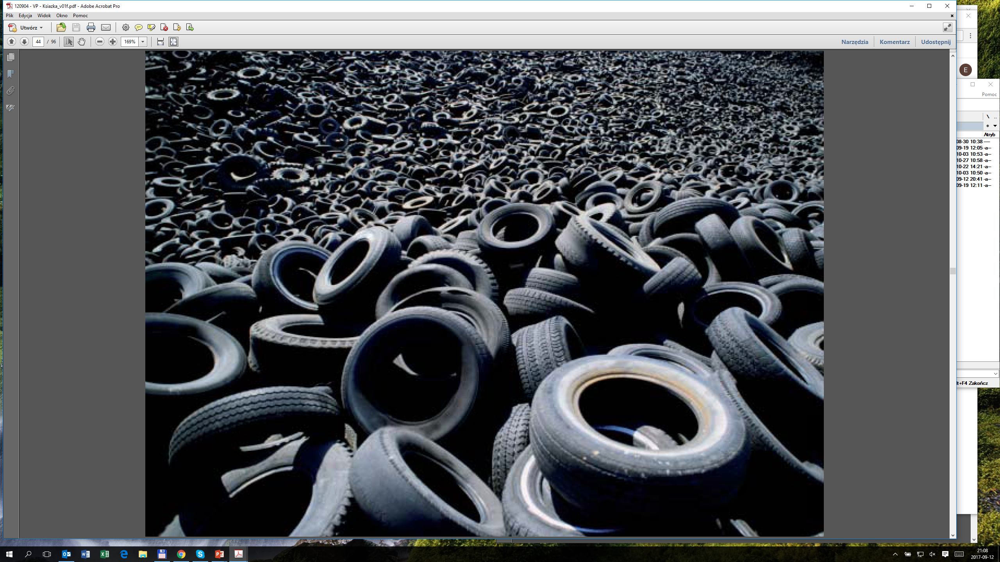 120904 - VP - Ksiazka_v01f.pdf - Adobe Acrobat Pro
Plik Edycja Widok Okno Pomoc
Utwórz
44 / 96 169% Narzędzia Komentarz Udostępnij
E
Pomoc
\ ..
* 
Atryb
08-30 10:38 ----
09-19 12:05 -a--
10-03 10:53 -a--
10-27 10:58 -a--
10-22 14:21 -a--
10-03 10:50 -a--
09-12 20:41 -a--
09-19 12:11 -a--
lt+F4 Zakończ
21:08
2017-09-12